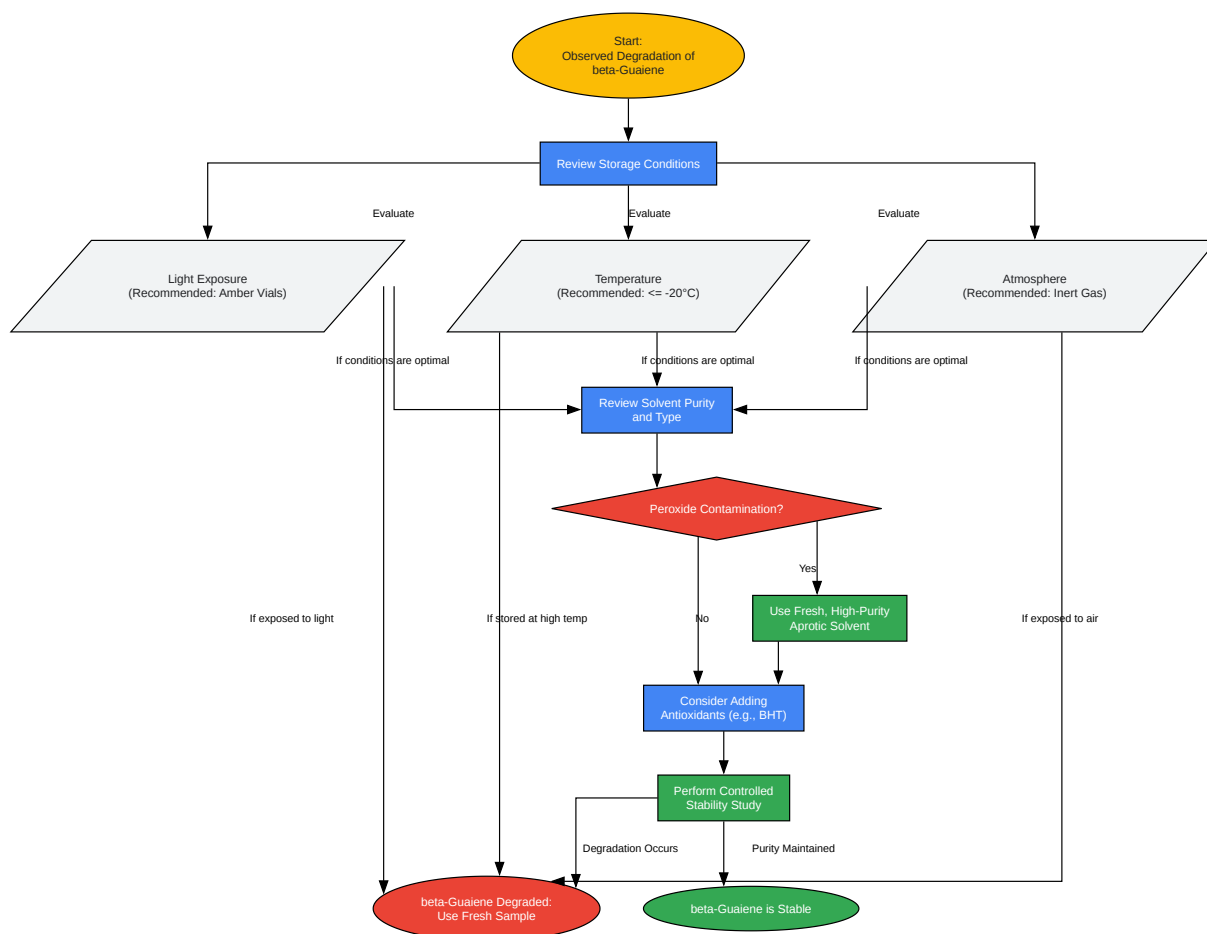 Start:
Observed Degradation of
beta-Guaiene
Review Storage Conditions
Evaluate
Evaluate
Evaluate
Light Exposure
(Recommended: Amber Vials)
Temperature
(Recommended: <= -20°C)
Atmosphere
(Recommended: Inert Gas)
If conditions are optimal
If conditions are optimal
If conditions are optimal
Review Solvent Purity
and Type
Peroxide Contamination?
Yes
If exposed to light
If stored at high temp
No
Use Fresh, High-Purity
Aprotic Solvent
If exposed to air
Consider Adding
Antioxidants (e.g., BHT)
Perform Controlled
Stability Study
Degradation Occurs
Purity Maintained
beta-Guaiene Degraded:
Use Fresh Sample
beta-Guaiene is Stable